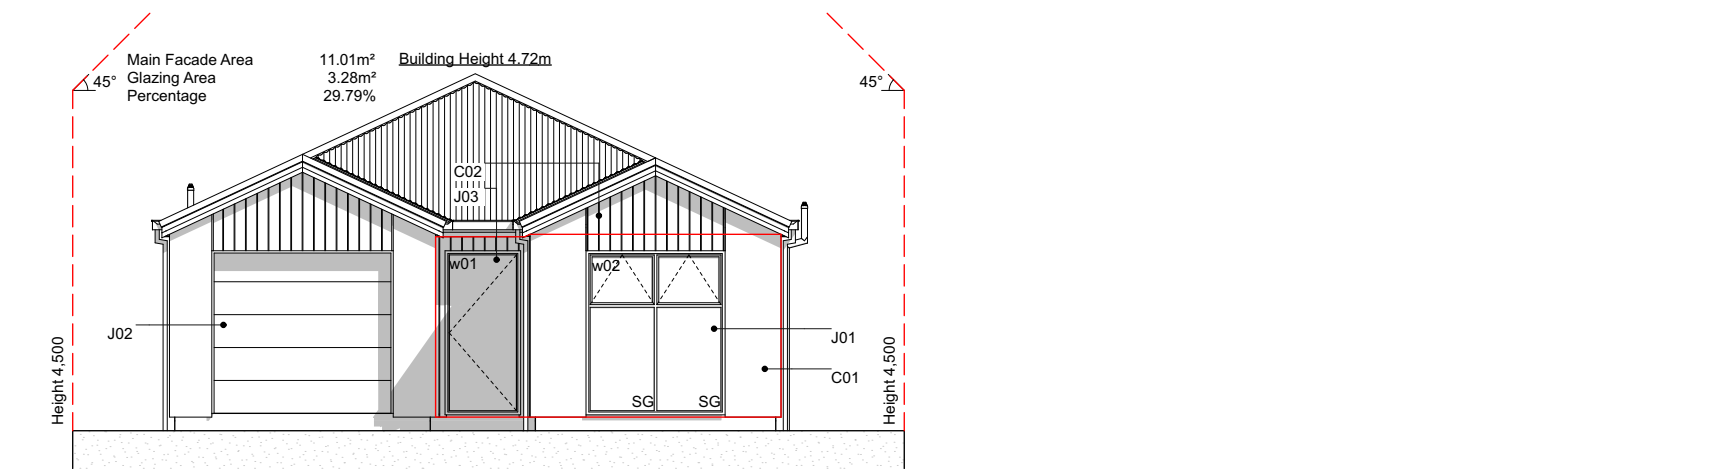 Main Facade Area 11.01m² Building Height 4.72m
Glazing Area 3.28m²
Percentage 29.79%
45°
45°
C02
J03
w01
w02
J02
J01
C01
SG SG
Height 4,500
Height 4,500